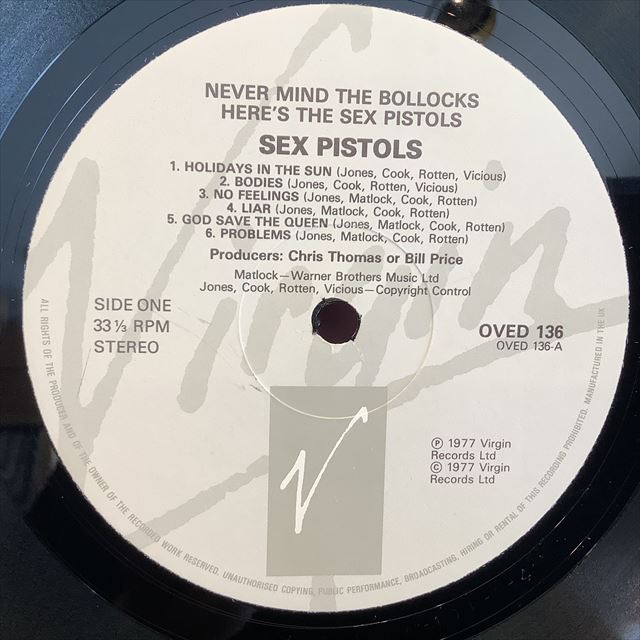 NEVER MIND THE BOLLOCKS
HERE'S THE SEX PISTOLS
SEX PISTOLS
1. HOLIDAYS IN THE SUN (Jones, Cook, Rotten, Vicious)
2. BODIES (Jones, Cook, Rotten, Vicious)
3. NO FEELINGS (Jones, Matlock, Cook, Rotten)
4. LIAR (Jones, Matlock, Cook, Rotten)
5. GOD SAVE THE QUEEN (Jones, Matlock, Cook, Rotten)
6. PROBLEMS (Jones, Matlock, Cook, Rotten)
Producers: Chris Thomas or Bill Price
Matlock—Warner Brothers Music Ltd
Jones, Cook, Rotten, Vicious—Copyright Control
SIDE ONE
33⅓ RPM
STEREO
OVED 136
OVED 136-A
Virgin
V
℗ 1977 Virgin
Records Ltd
© 1977 Virgin
Records Ltd
ALL RIGHTS OF THE PRODUCER AND OF THE OWNER OF THE RECORDED WORK RESERVED. UNAUTHORISED COPYING, PUBLIC PERFORMANCE, BROADCASTING, HIRING OR RENTAL OF THIS RECORDING PROHIBITED. MANUFACTURED IN THE UK